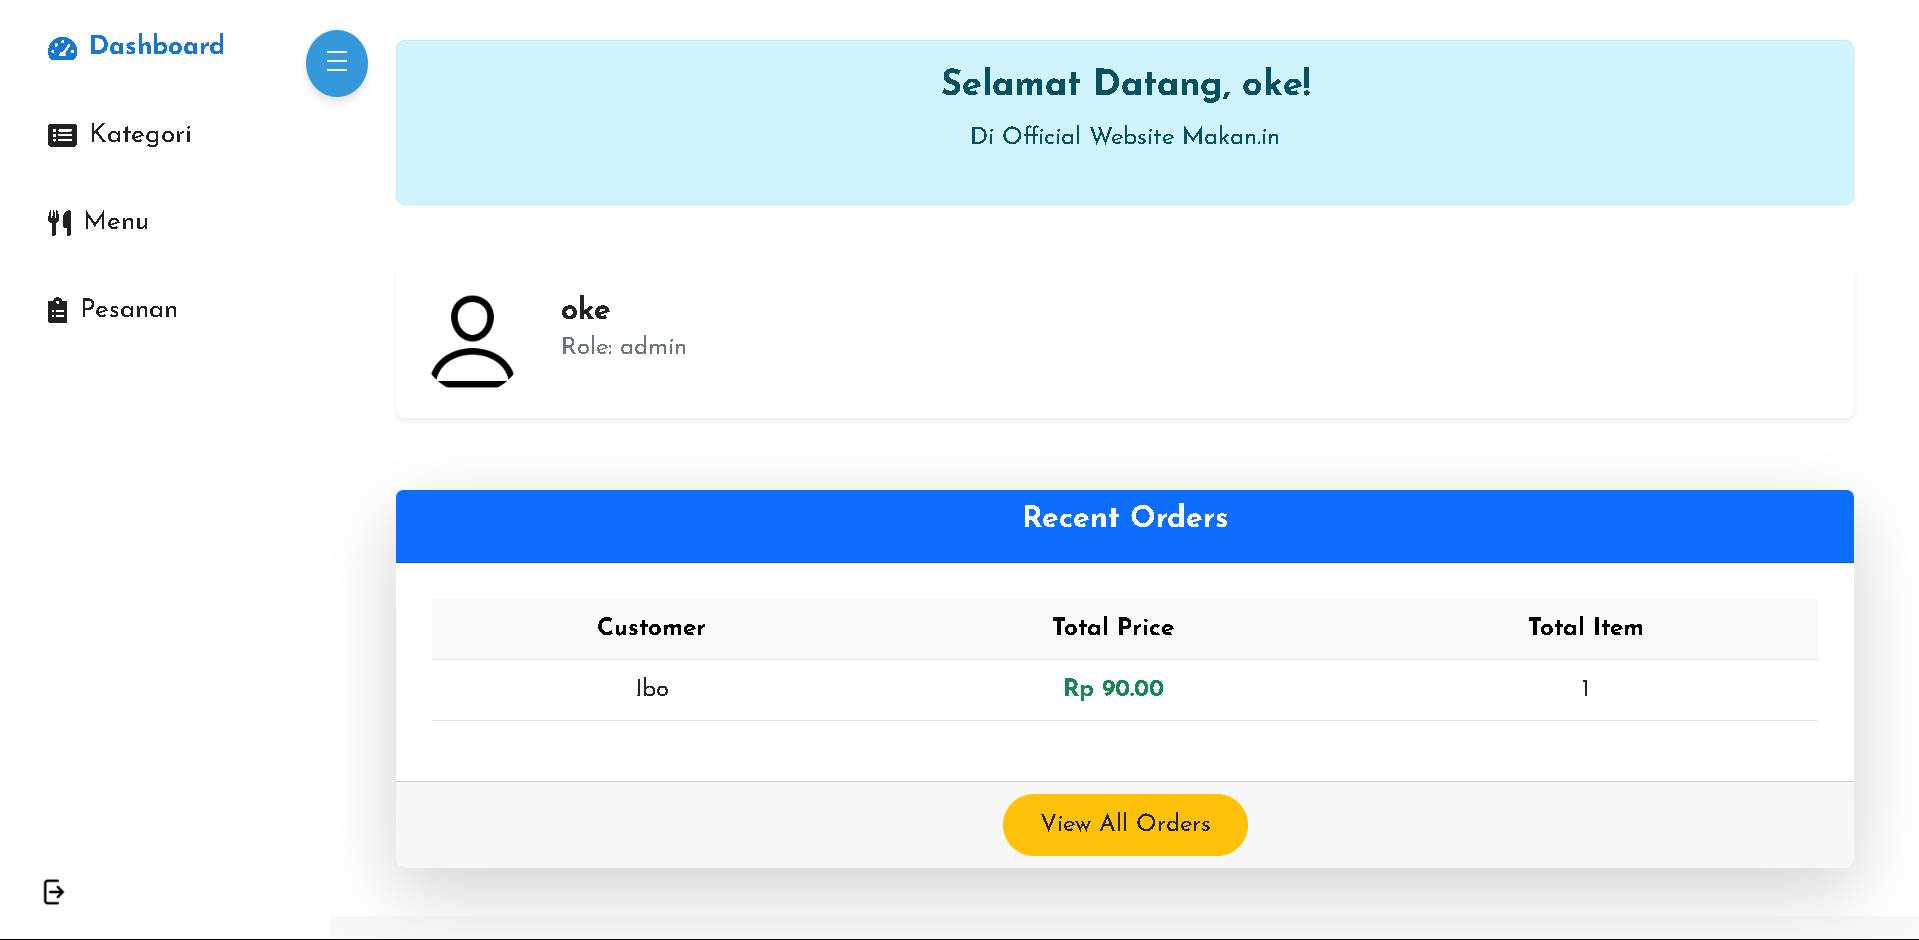 Dashboard
Kategori
Menu
Pesanan
Selamat Datang, oke!
Di Official Website Makan.in
oke
Role: admin
Recent Orders
Customer Total Price Total Item
Ibo Rp 90.00 1
View All Orders